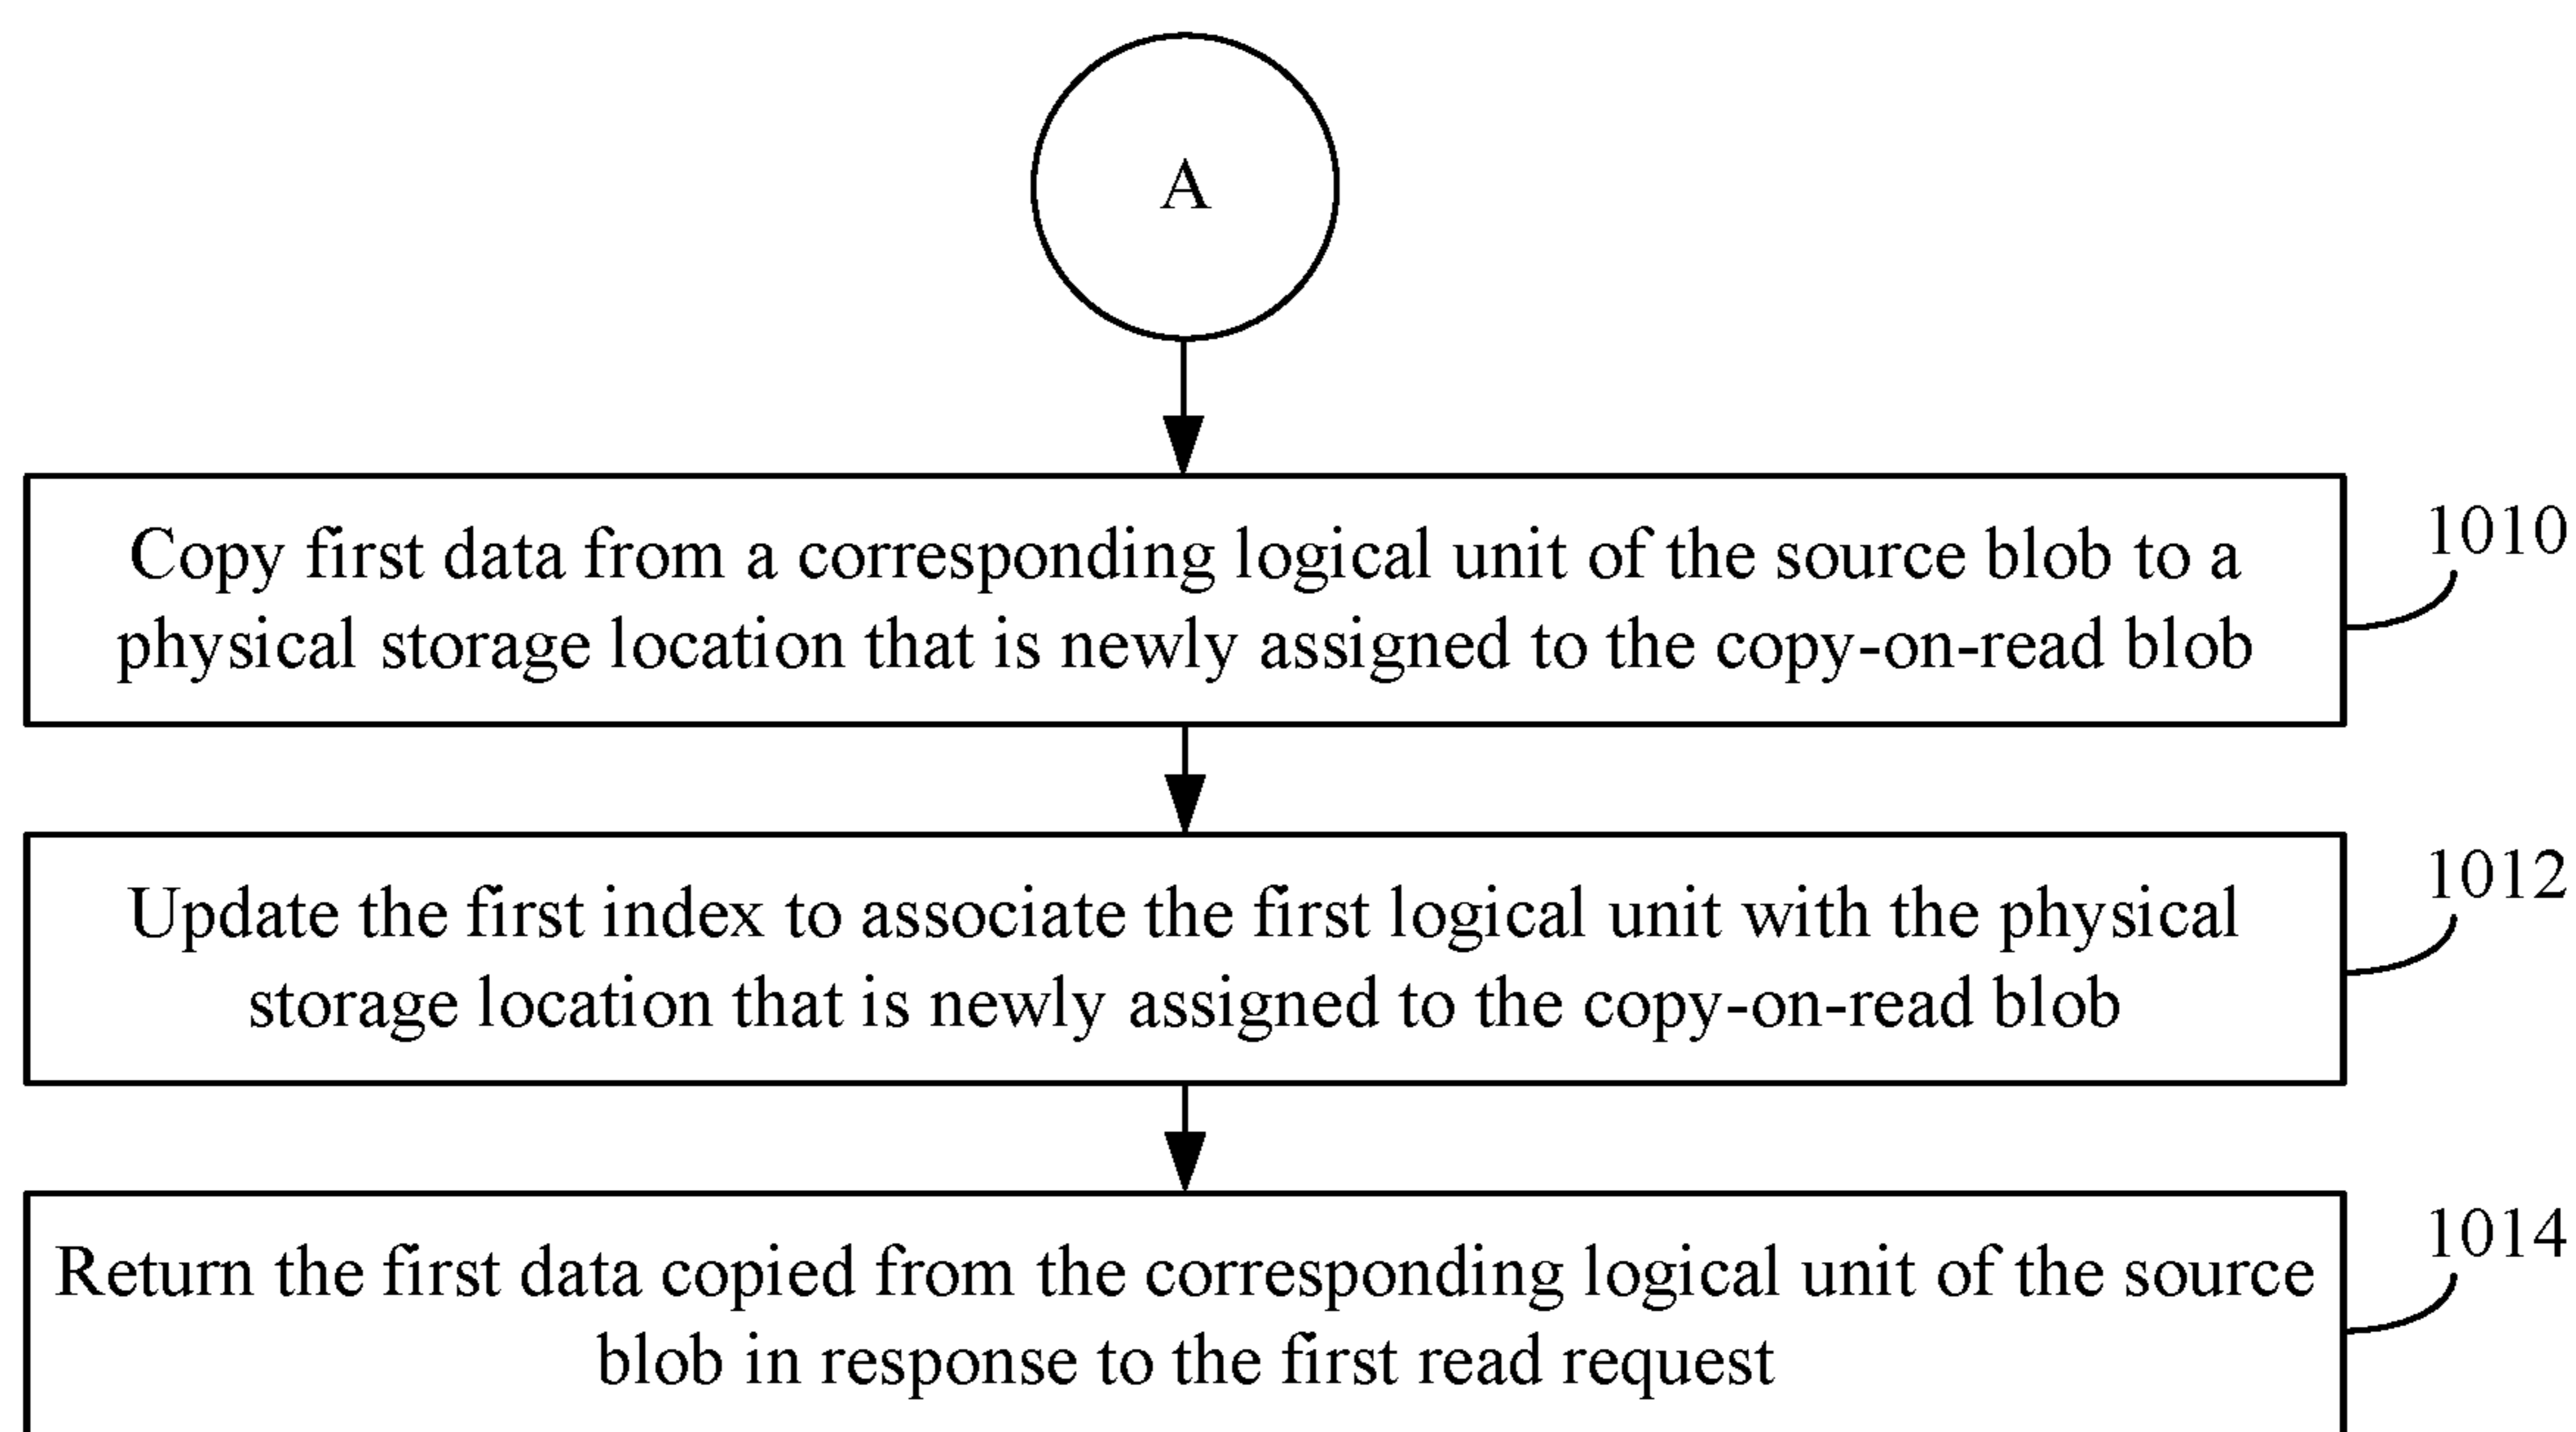 A
Copy first data from a corresponding logical unit of the source blob to a
physical storage location that is newly assigned to the copy-on-read blob
1010
Update the first index to associate the first logical unit with the physical
storage location that is newly assigned to the copy-on-read blob
1012
Return the first data copied from the corresponding logical unit of the source
blob in response to the first read request
1014